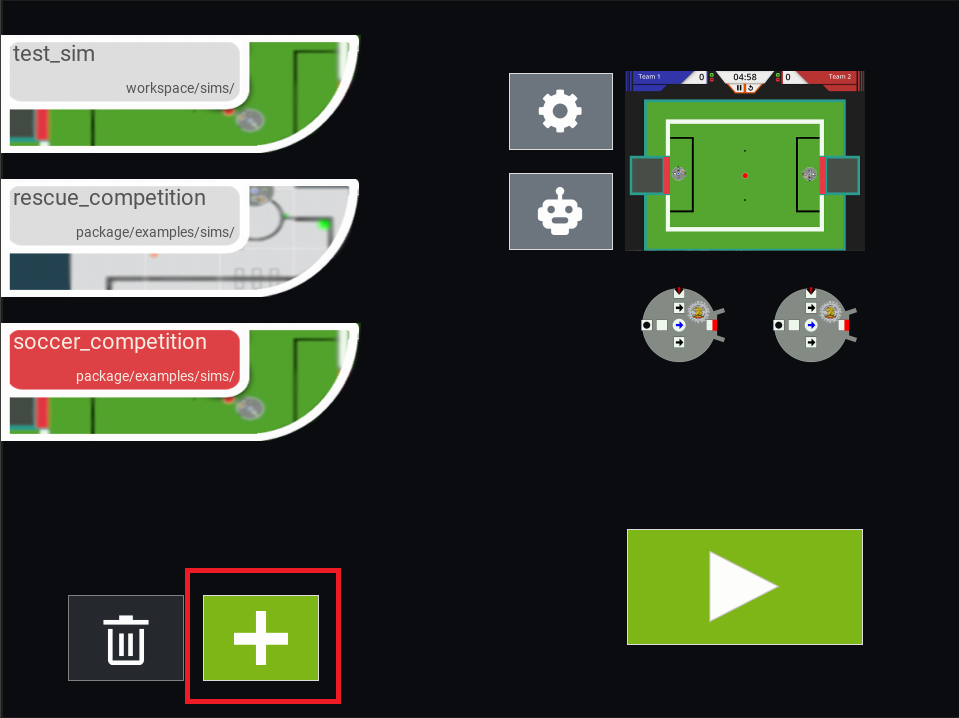 test_sim
workspace/sims/
rescue_competition
package/examples/sims/
soccer_competition
package/examples/sims/
Team 1 0 04:58 0 Team 2